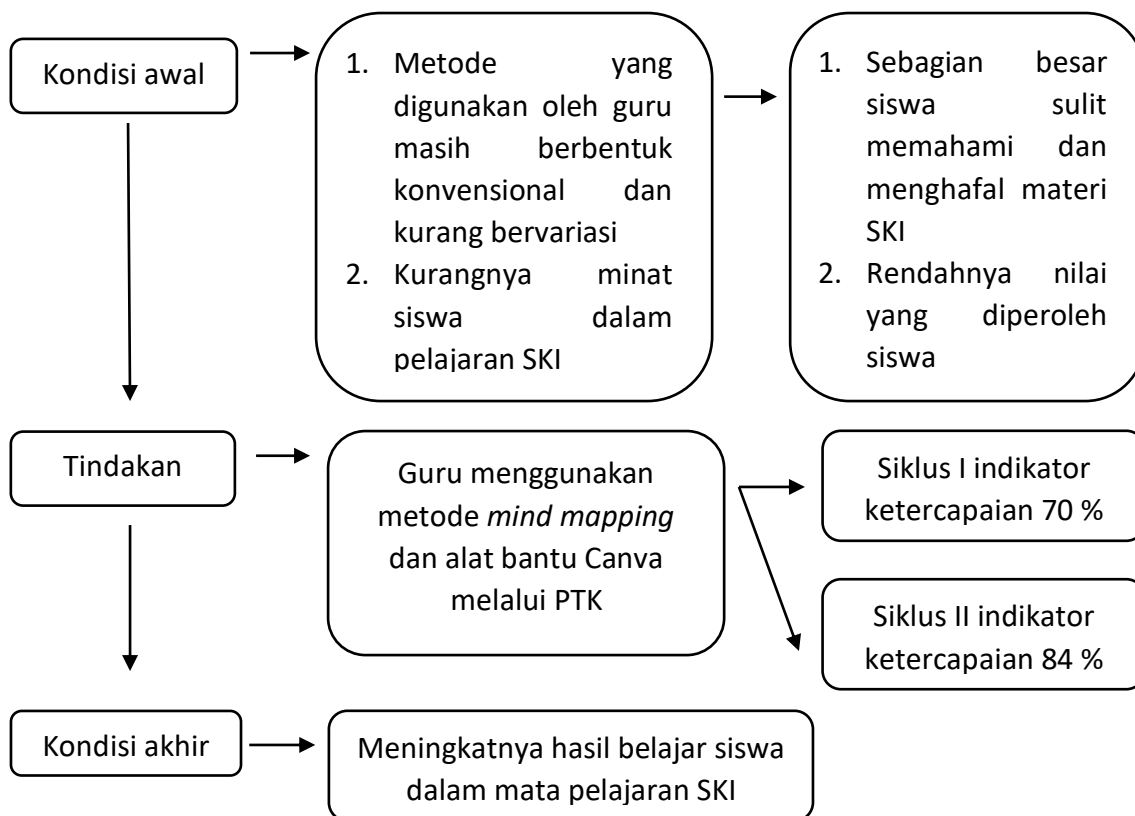 Kondisi awal
1. Metode yang
digunakan oleh guru
masih berbentuk
konvensional dan
kurang bervariasi
2. Kurangnya minat
siswa dalam
pelajaran SKI
1. Sebagian besar
siswa sulit
memahami dan
menghafal materi
SKI
2. Rendahnya nilai
yang diperoleh
siswa
Tindakan
Guru menggunakan
metode mind mapping
dan alat bantu Canva
melalui PTK
Siklus I indikator
ketercapaian 70 %
Siklus II indikator
ketercapaian 84 %
Kondisi akhir
Meningkatnya hasil belajar siswa
dalam mata pelajaran SKI